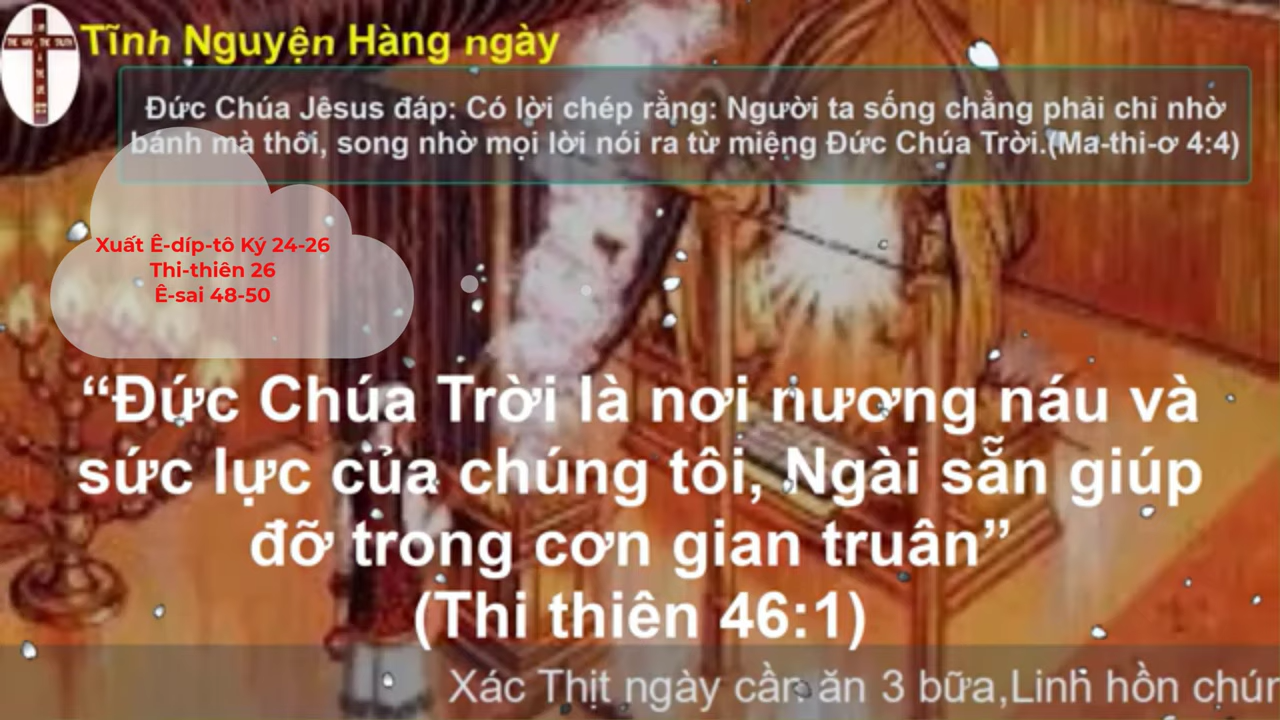 THE WAY THE TRUTH
Tĩnh Nguyện Hàng ngày
Đức Chúa Jêsus đáp: Có lời chép rằng: Người ta sống chẳng phải chỉ nhờ
bánh mà thôi, song nhờ mọi lời nói ra từ miệng Đức Chúa Trời.(Ma-thi-ơ 4:4)
Xuất Ê-díp-tô Ký 24-26
Thi-thiên 26
Ê-sai 48-50
“Đức Chúa Trời là nơi nương náu và
sức lực của chúng tôi, Ngài sẵn giúp
đỡ trong cơn gian truân”
(Thi thiên 46:1)
Xác Thịt ngày cần ăn 3 bữa,Linh hồn